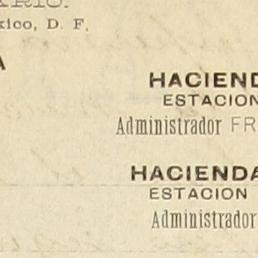 xico, D. F.
A
HACIEND
ESTACION
Administrador FR
HACIENDA
ESTACION
Administrador